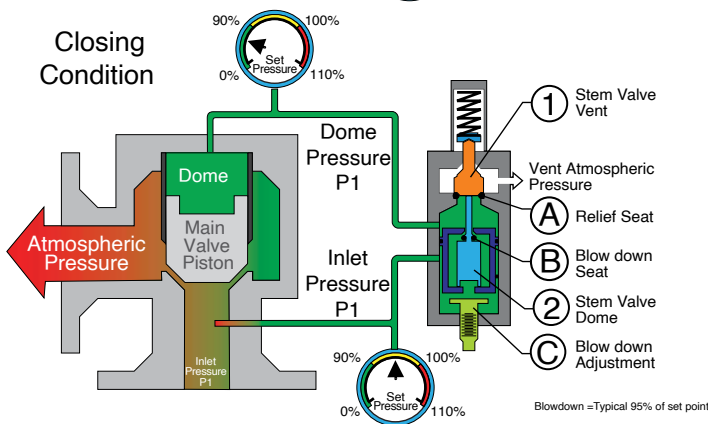 Closing
Condition
90%
100%
Set
Pressure
0%
110%
Dome
Pressure
P1
1
Stem Valve
Vent
Vent Atmospheric
Pressure
A
Relief Seat
Dome
Main
Valve
Piston
Atmospheric
Pressure
Inlet
Pressure
P1
B
Blow down
Seat
2
Stem Valve
Dome
C
Blow down
Adjustment
Inlet
Pressure
P1
90%
100%
Set
Pressure
0%
110%
Blowdown =Typical 95% of set point